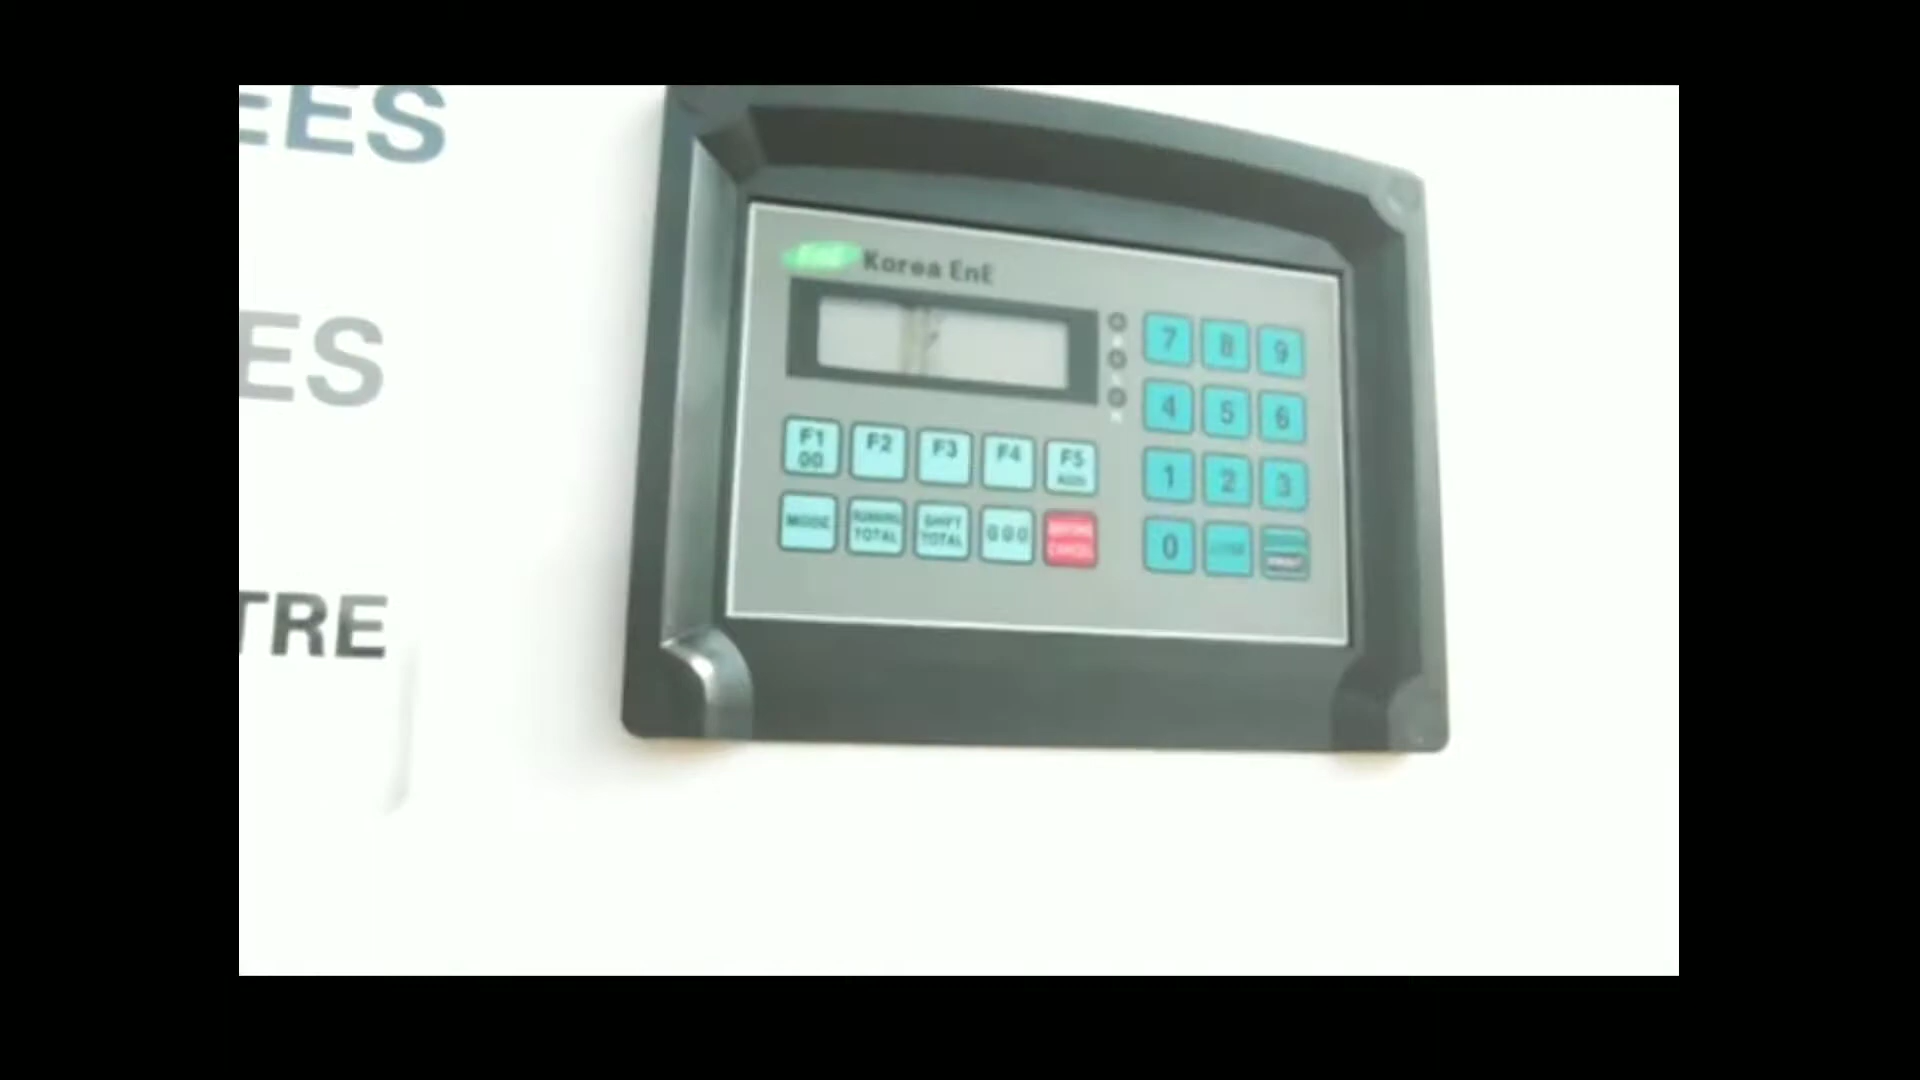 EES
ES
TRE
Korea EnE
7 8 9
4 5 6
1 2 3
0
F1 F2 F3 F4 F5
00
MODE RUNNING TOTAL SHIFT TOTAL 000 CANCEL